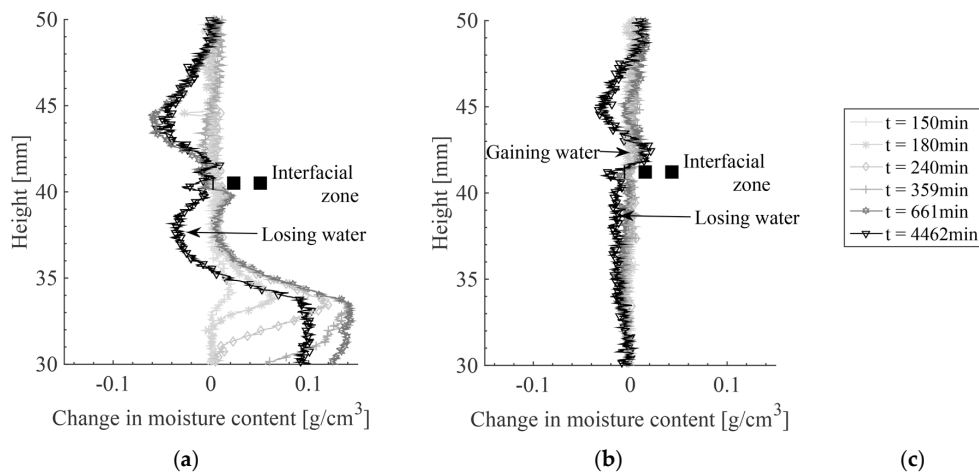 50
45
40
35
30
Height [mm]
Interfacial
zone
Losing water
-0.1
0
0.1
Change in moisture content [g/cm³]
(a)
50
45
40
35
30
Height [mm]
Gaining water
Interfacial
zone
Losing water
-0.1
0
0.1
Change in moisture content [g/cm³]
(b)
t = 150min
t = 180min
t = 240min
t = 359min
t = 661min
t = 4462min
(c)